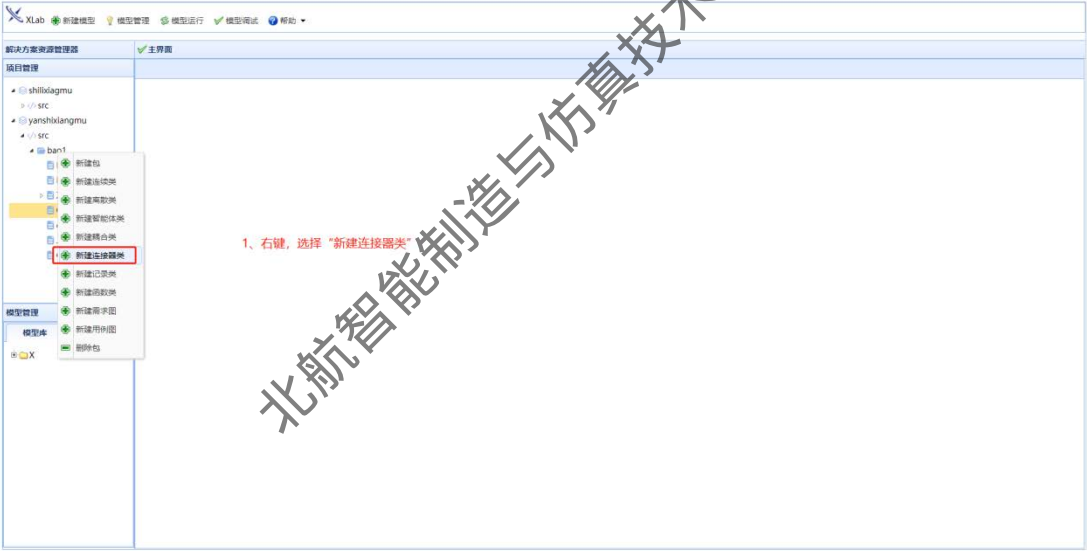 XLab 新建模型 模型管理 模型运行 模型调试 帮助
解决方案资源管理器 主界面
项目管理
shilixiagmu
src
yanshixiangmu
src
bao1
新建包
新建连续类
新建离散类
新建智能体类
新建耦合类
新建连接器类
新建记录类
新建函数类
新建需求图
新建用例图
删除包
1、右键，选择“新建连接器类”
模型管理
模型库
X
北航智能制造与仿真技术